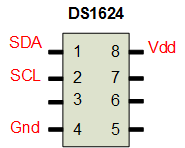 DS1624
SDA 1 8 Vdd
SCL 2 7
3 6
Gnd 4 5